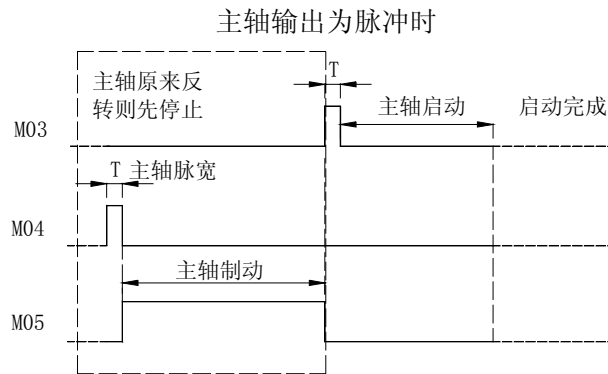 主轴输出为脉冲时
主轴原来反
转则先停止
T
主轴启动
启动完成
M03
T 主轴脉宽
M04
主轴制动
M05